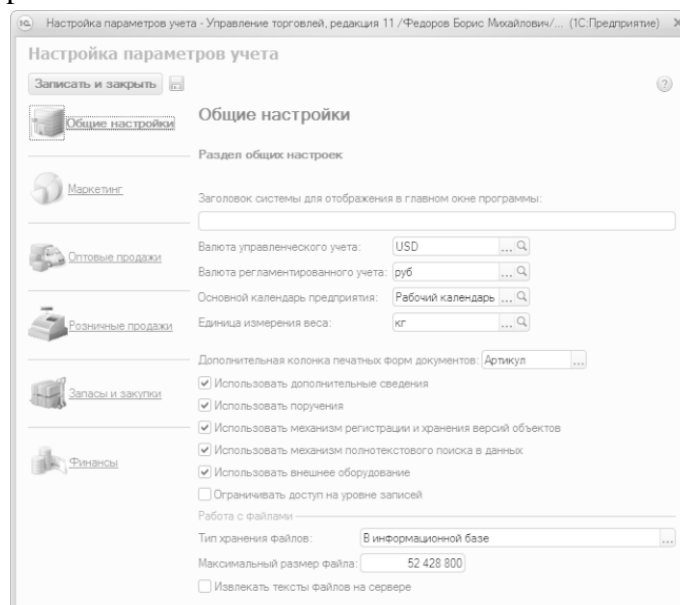 Настройка параметров учета - Управление торговлей, редакция 11 /Федоров Борис Михайлович/... (1С:Предприятие)
Настройка параметров учета
Записать и закрыть
Общие настройки
Маркетинг
Оптовые продажи
Розничные продажи
Запасы и закупки
Финансы
Общие настройки
Раздел общих настроек
Заголовок системы для отображения в главном окне программы:
Валюта управленческого учета: USD ...
Валюта регламентированного учета: руб ...
Основной календарь предприятия: Рабочий календарь ...
Единица измерения веса: кг ...
Дополнительная колонка печатных форм документов: Артикул ...
Использовать дополнительные сведения
Использовать поручения
Использовать механизм регистрации и хранения версий объектов
Использовать механизм полнотекстового поиска в данных
Использовать внешнее оборудование
Ограничивать доступ на уровне записей
Работа с файлами
Тип хранения файлов: В информационной базе ...
Максимальный размер файла: 52 428 800
Извлекать тексты файлов на сервере